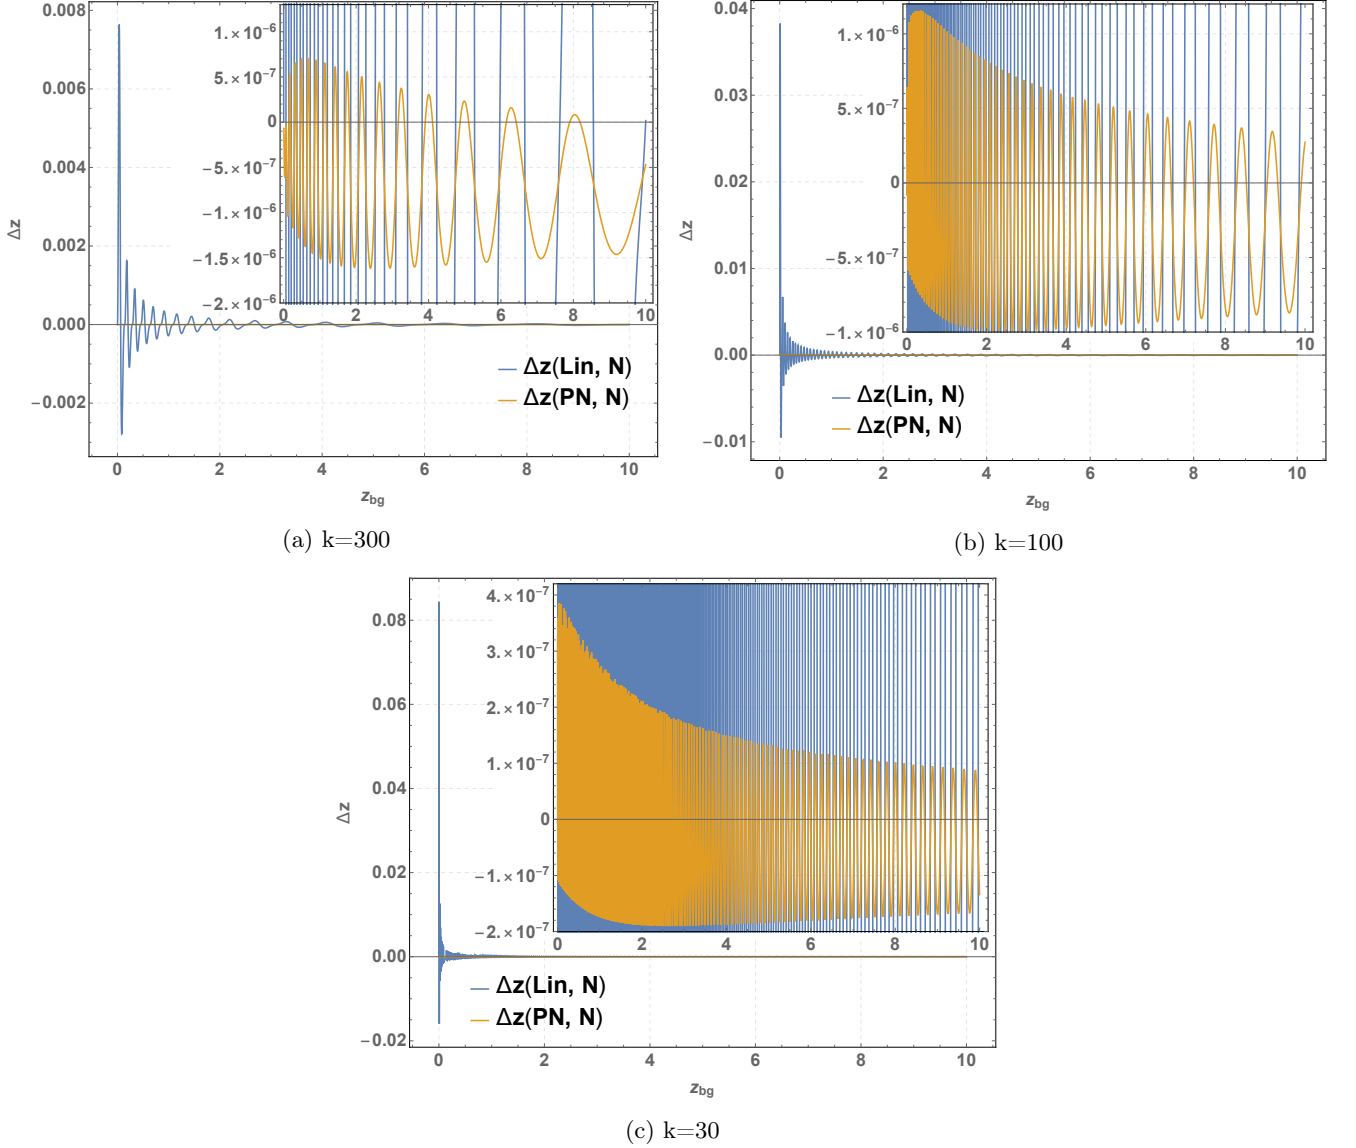 0.008
0.006
0.004
0.002
0.000
−0.002
Δz
1.×10⁻⁶
5.×10⁻⁷
0
−5.×10⁻⁷
−1.×10⁻⁶
−1.5×10⁻⁶
−2.×10⁻⁶
0 2 4 6 8 10
Δz(Lin, N)
Δz(PN, N)
0 2 4 6 8 10
z_bg
(a) k=300
0.04
0.03
0.02
0.01
0.00
−0.01
Δz
1.×10⁻⁶
5.×10⁻⁷
0
−5.×10⁻⁷
−1.×10⁻⁶
0 2 4 6 8 10
Δz(Lin, N)
Δz(PN, N)
0 2 4 6 8 10
z_bg
(b) k=100
0.08
0.06
0.04
0.02
0.00
−0.02
Δz
4.×10⁻⁷
3.×10⁻⁷
2.×10⁻⁷
1.×10⁻⁷
0
−1.×10⁻⁷
−2.×10⁻⁷
0 2 4 6 8 10
Δz(Lin, N)
Δz(PN, N)
0 2 4 6 8 10
z_bg
(c) k=30